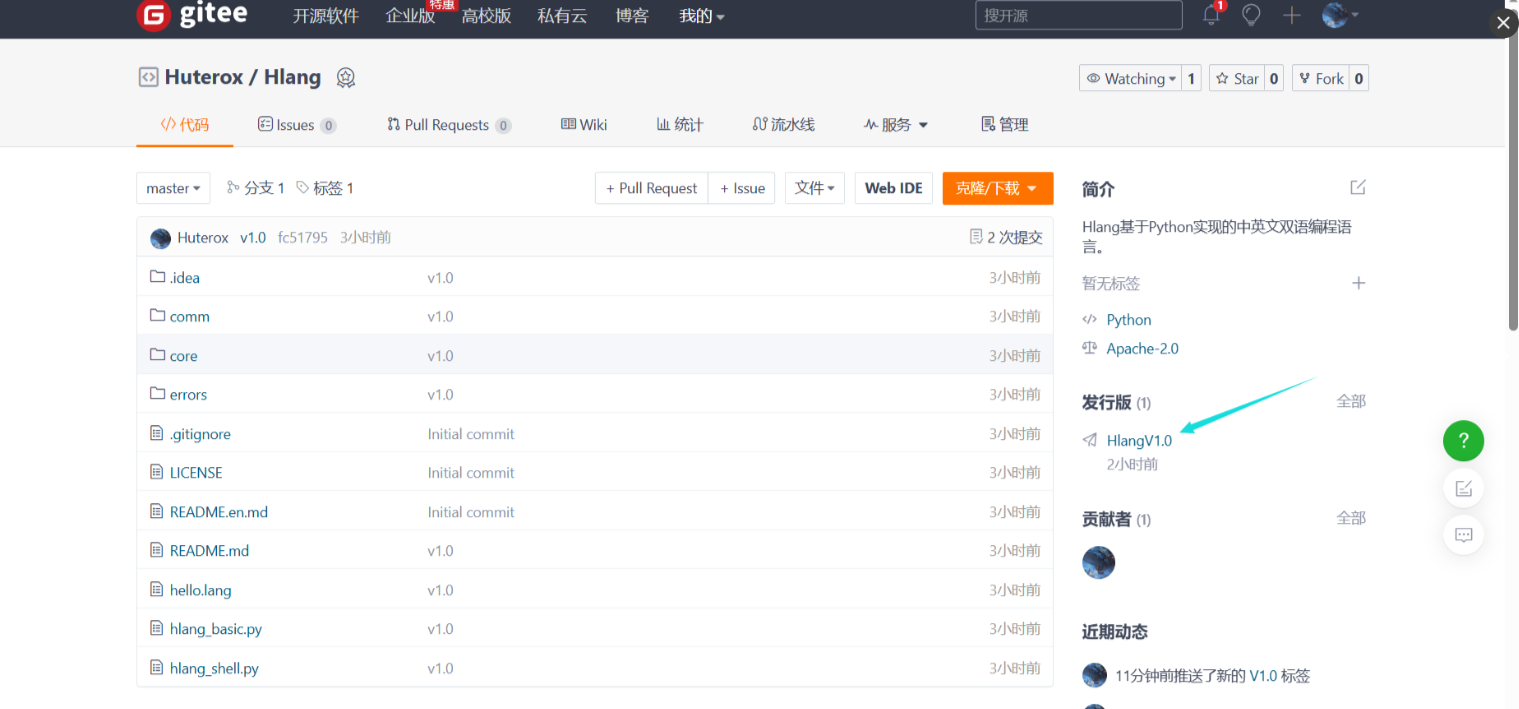 gitee 开源软件 企业版 特惠 高校版 私有云 博客 我的 搜开源 1
Huterox / Hlang Watching 1 Star 0 Fork 0
代码 Issues 0 Pull Requests 0 Wiki 统计 流水线 服务 管理
master 分支 1 标签 1 + Pull Request + Issue 文件 Web IDE 克隆/下载
Huterox v1.0 fc51795 3小时前 2 次提交
.idea v1.0 3小时前
comm v1.0 3小时前
core v1.0 3小时前
errors v1.0 3小时前
.gitignore Initial commit 3小时前
LICENSE Initial commit 3小时前
README.en.md Initial commit 3小时前
README.md v1.0 3小时前
hello.lang v1.0 3小时前
hlang_basic.py v1.0 3小时前
hlang_shell.py v1.0 3小时前
简介
Hlang基于Python实现的中英文双语编程语
言。
暂无标签
Python
Apache-2.0
发行版 (1) 全部
HlangV1.0
2小时前
贡献者 (1) 全部
近期动态
11分钟前推送了新的 V1.0 标签
?